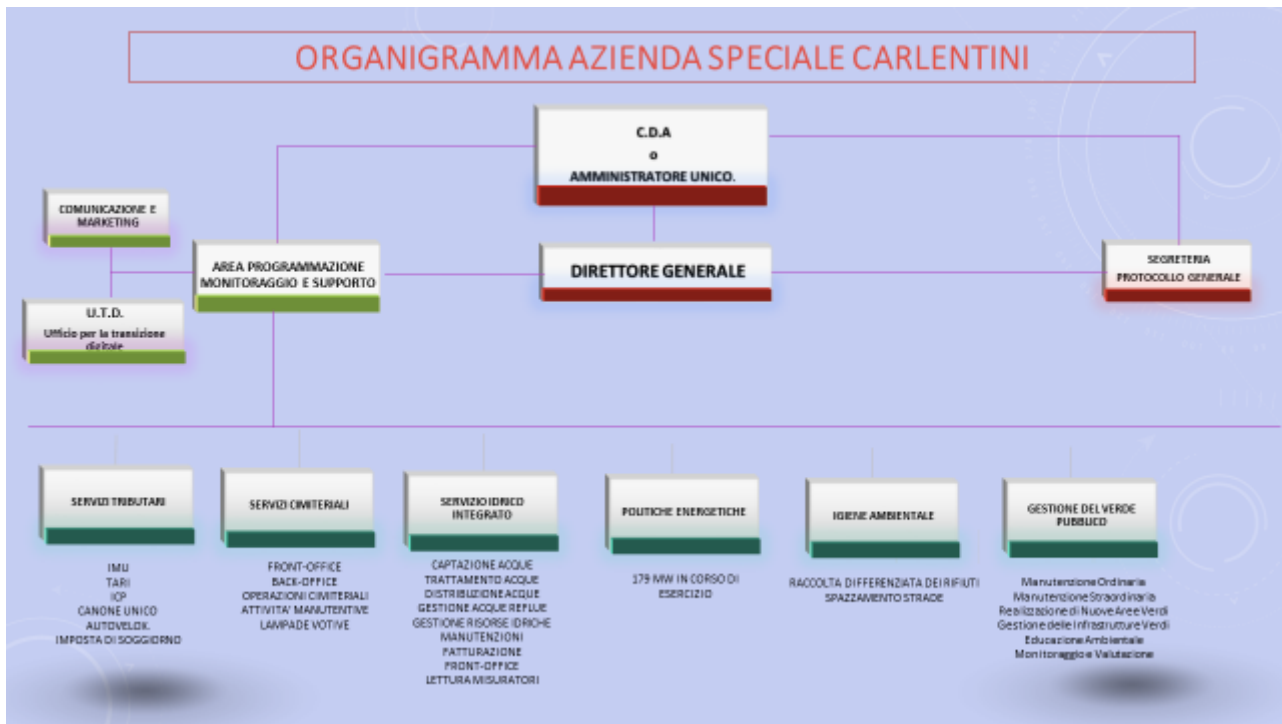 ORGANIGRAMMA AZIENDA SPECIALE CARLENTINI
C.D.A
o
AMMINISTRATORE UNICO.
COMUNICAZIONE E
MARKETING
AREA PROGRAMMAZIONE
MONITORAGGIO E SUPPORTO
DIRETTORE GENERALE
SEGRETERIA
PROTOCOLLO GENERALE
U.T.D.
Ufficio per la transizione
digitale
SERVIZI TRIBUTARI
IMU
TARI
ICP
CANONE UNICO
AUTOVELOX.
IMPOSTA DI SOGGIORNO
SERVIZI CIMITERIALI
FRONT-OFFICE
BACK-OFFICE
OPERAZIONI CIMITERIALI
ATTIVITA' MANUTENTIVE
LAMPADE VOTIVE
SERVIZIO IDRICO
INTEGRATO
CAPTAZIONE ACQUE
TRATTAMENTO ACQUE
DISTRIBUZIONE ACQUE
GESTIONE ACQUE REFLUE
GESTIONE RISORSE IDRICHE
MANUTENZIONI
FATTURAZIONE
FRONT-OFFICE
LETTURA MISURATORI
POLITICHE ENERGETICHE
179 MW IN CORSO DI
ESERCIZIO
IGIENE AMBIENTALE
RACCOLTA DIFFERENZIATA DEI RIFIUTI
SPAZZAMENTO STRADE
GESTIONE DEL VERDE
PUBBLICO
Manutenzione Ordinaria
Manutenzione Straordinaria
Realizzazione di Nuove Aree Verdi
Gestione delle Infrastrutture Verdi
Educazione Ambientale
Monitoraggio e Valutazione